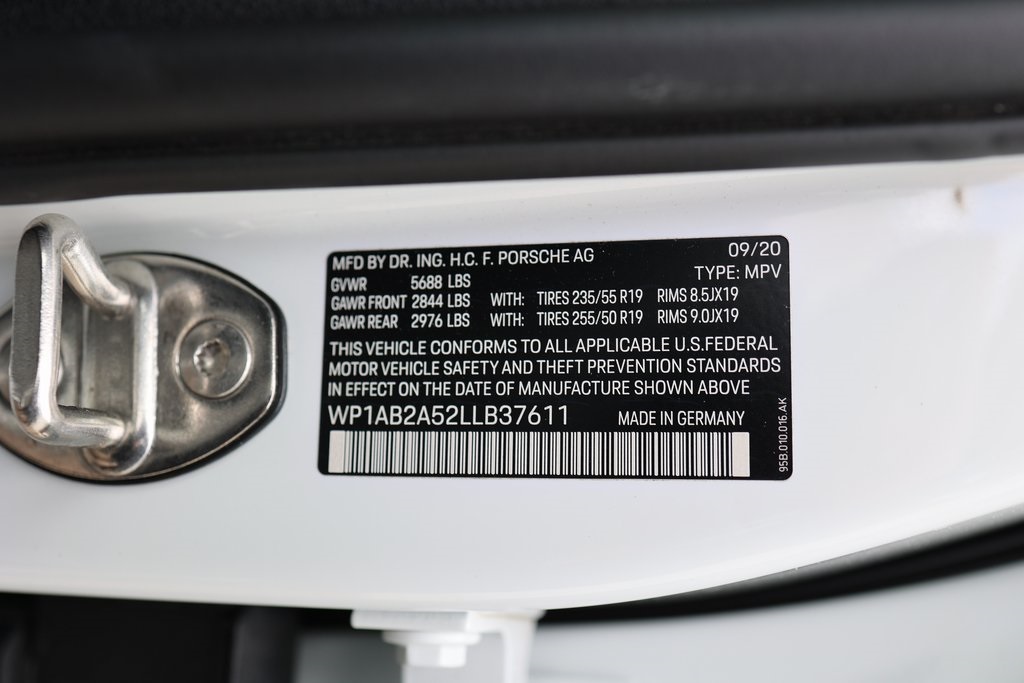 MFD BY DR. ING. H.C. F. PORSCHE AG 09/20
GVWR 5688 LBS TYPE: MPV
GAWR FRONT 2844 LBS WITH: TIRES 235/55 R19 RIMS 8.5JX19
GAWR REAR 2976 LBS WITH: TIRES 255/50 R19 RIMS 9.0JX19
THIS VEHICLE CONFORMS TO ALL APPLICABLE U.S.FEDERAL
MOTOR VEHICLE SAFETY AND THEFT PREVENTION STANDARDS
IN EFFECT ON THE DATE OF MANUFACTURE SHOWN ABOVE
WP1AB2A52LLB37611 MADE IN GERMANY
95B.010.016.AK